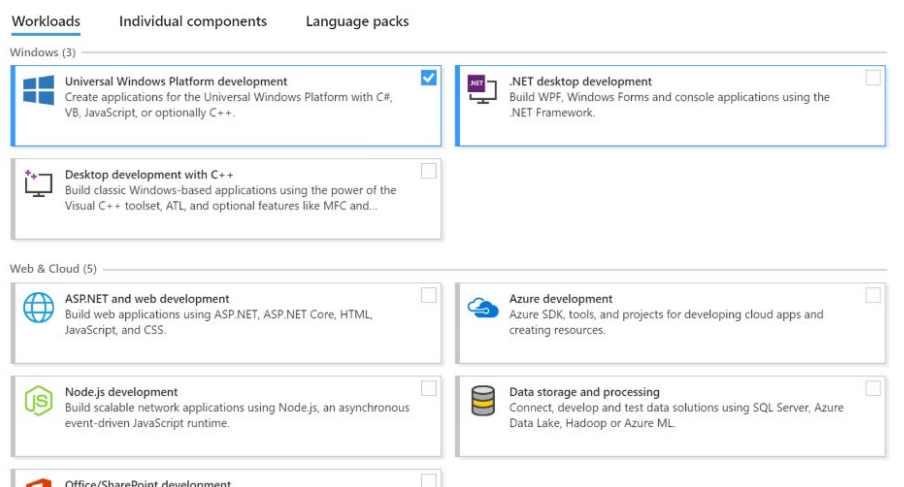 Workloads Individual components Language packs
Windows (3)
Universal Windows Platform development
Create applications for the Universal Windows Platform with C#,
VB, JavaScript, or optionally C++.
.NET
.NET desktop development
Build WPF, Windows Forms and console applications using the
.NET Framework.
Desktop development with C++
Build classic Windows-based applications using the power of the
Visual C++ toolset, ATL, and optional features like MFC and...
Web & Cloud (5)
ASP.NET and web development
Build web applications using ASP.NET, ASP.NET Core, HTML,
JavaScript, and CSS.
Azure development
Azure SDK, tools, and projects for developing cloud apps and
creating resources.
JS
Node.js development
Build scalable network applications using Node.js, an asynchronous
event-driven JavaScript runtime.
Data storage and processing
Connect, develop and test data solutions using SQL Server, Azure
Data Lake, Hadoop or Azure ML.
Office/SharePoint development